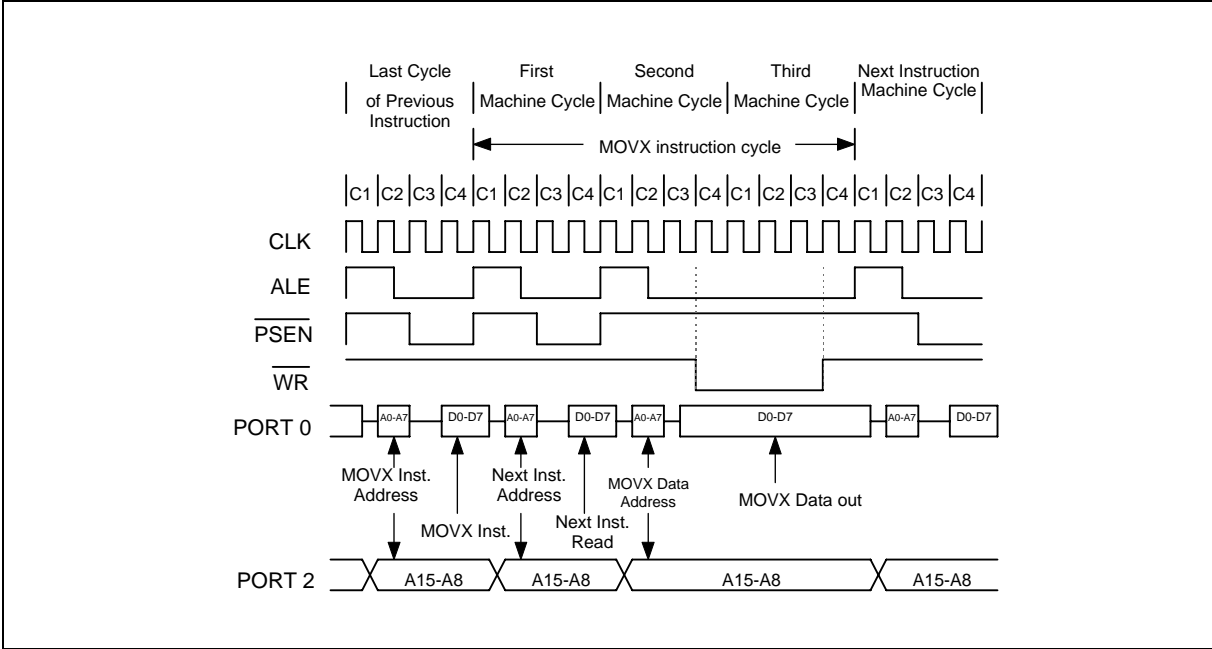 Last Cycle of Previous Instruction
First Machine Cycle
Second Machine Cycle
Third Machine Cycle
Next Instruction Machine Cycle
MOVX instruction cycle
C1 C2 C3 C4 C1 C2 C3 C4 C1 C2 C3 C4 C1 C2 C3 C4 C1 C2 C3 C4
CLK
ALE
PSEN
WR
PORT 0
A0-A7 D0-D7 A0-A7 D0-D7 A0-A7 D0-D7 A0-A7 D0-D7
MOVX Inst. Address
MOVX Inst.
Next Inst. Address
Next Inst. Read
MOVX Data Address
MOVX Data out
PORT 2
A15-A8 A15-A8 A15-A8 A15-A8